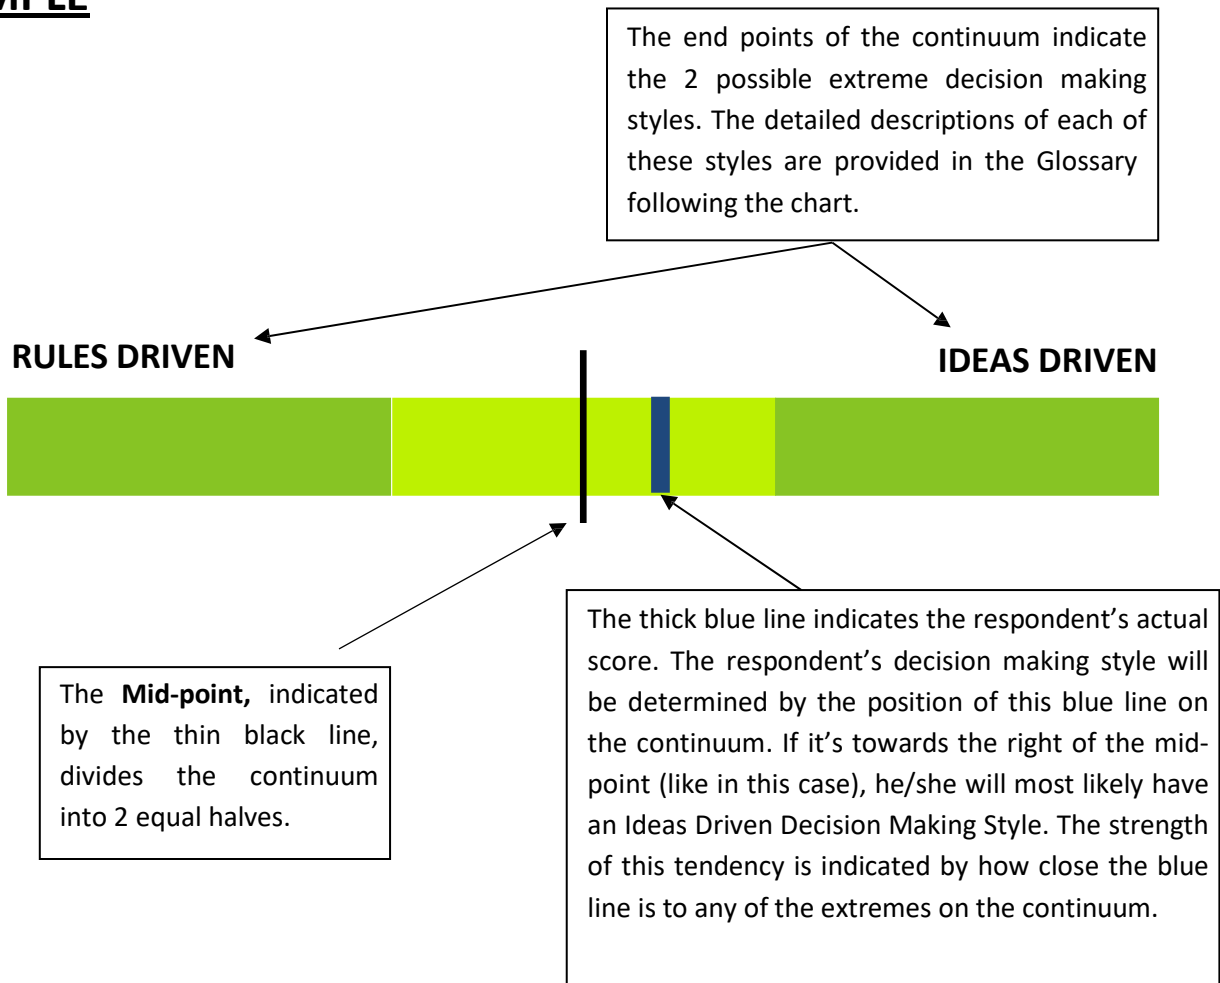 The end points of the continuum indicate
the 2 possible extreme decision making
styles. The detailed descriptions of each of
these styles are provided in the Glossary
following the chart.
RULES DRIVEN
IDEAS DRIVEN
The Mid-point, indicated
by the thin black line,
divides the continuum
into 2 equal halves.
The thick blue line indicates the respondent’s actual
score. The respondent’s decision making style will
be determined by the position of this blue line on
the continuum. If it’s towards the right of the mid-
point (like in this case), he/she will most likely have
an Ideas Driven Decision Making Style. The strength
of this tendency is indicated by how close the blue
line is to any of the extremes on the continuum.